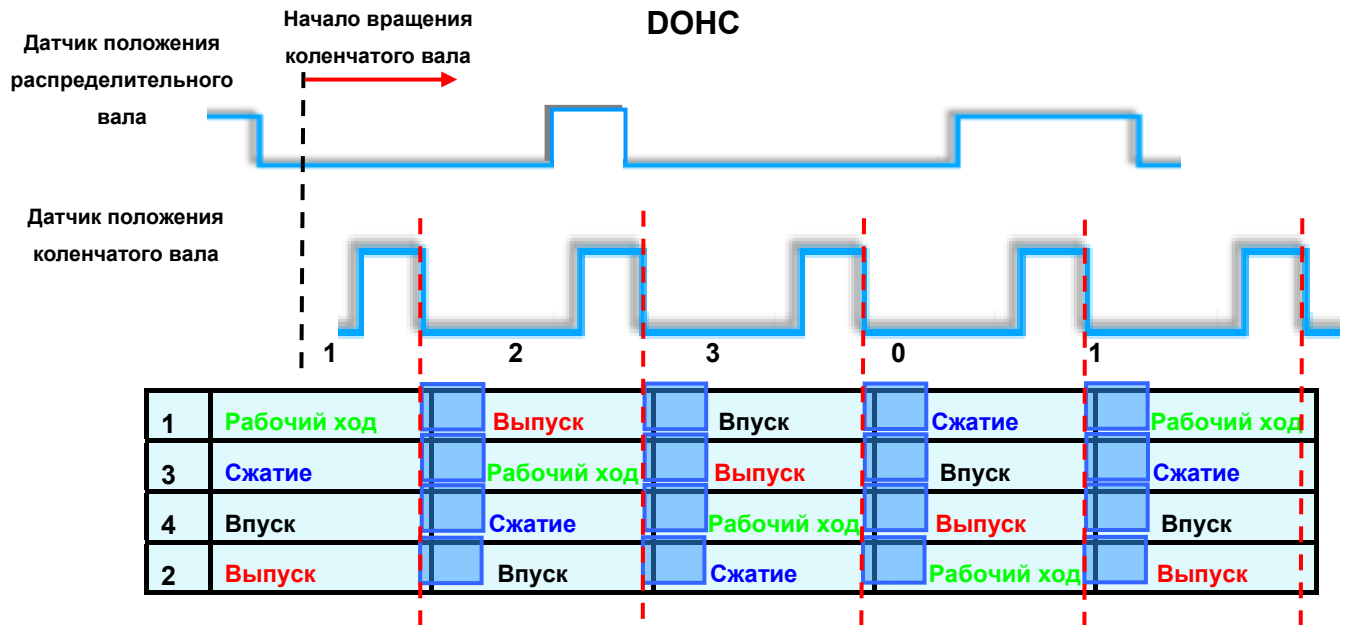 DOHC
Начало вращения
коленчатого вала
Датчик положения
распределительного
вала
Датчик положения
коленчатого вала
1 2 3 0 1
1 Рабочий ход Выпуск Впуск Сжатие Рабочий ход
3 Сжатие Рабочий ход Выпуск Впуск Сжатие
4 Впуск Сжатие Рабочий ход Выпуск Впуск
2 Выпуск Впуск Сжатие Рабочий ход Выпуск